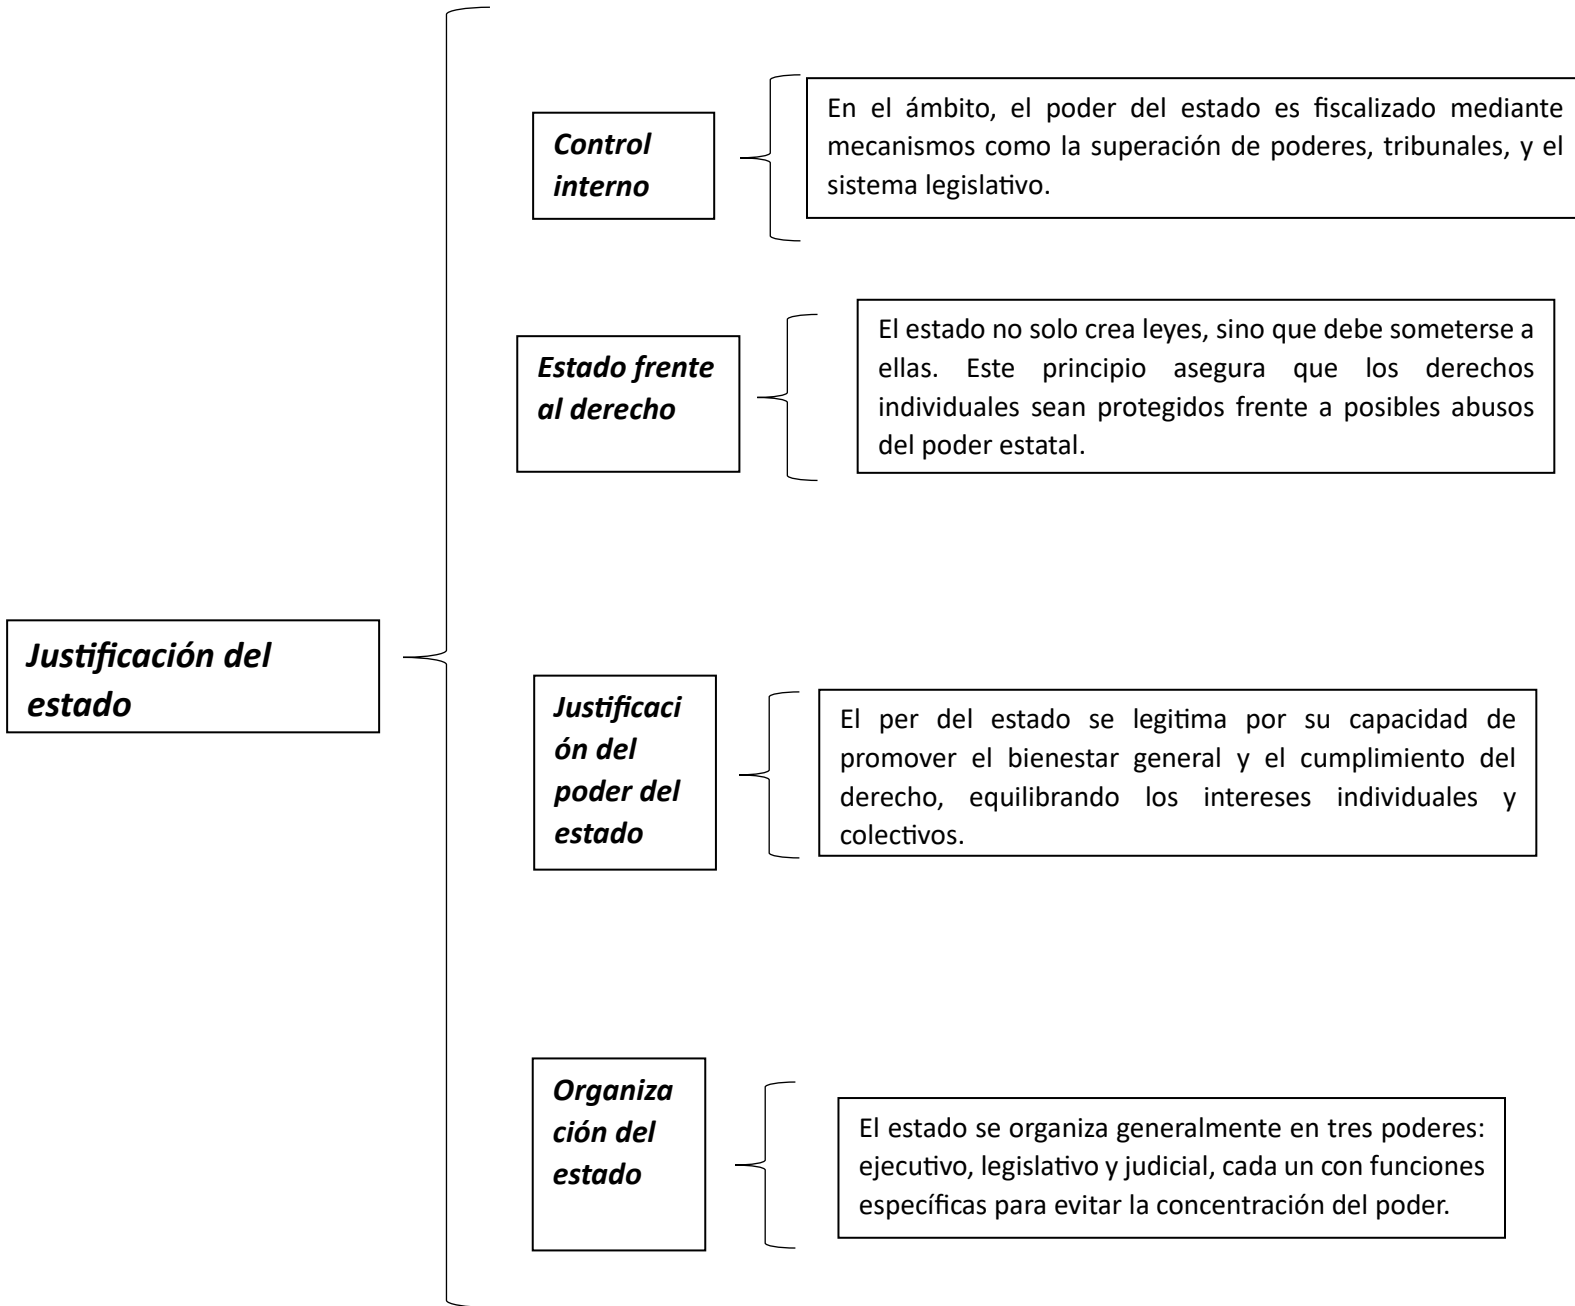 Control
interno
En el ámbito, el poder del estado es fiscalizado mediante
mecanismos como la superación de poderes, tribunales, y el
sistema legislativo.
Estado frente
al derecho
El estado no solo crea leyes, sino que debe someterse a
ellas. Este principio asegura que los derechos
individuales sean protegidos frente a posibles abusos
del poder estatal.
Justificación del
estado
Justificaci
ón del
poder del
estado
El per del estado se legitima por su capacidad de
promover el bienestar general y el cumplimiento del
derecho, equilibrando los intereses individuales y
colectivos.
Organiza
ción del
estado
El estado se organiza generalmente en tres poderes:
ejecutivo, legislativo y judicial, cada un con funciones
específicas para evitar la concentración del poder.